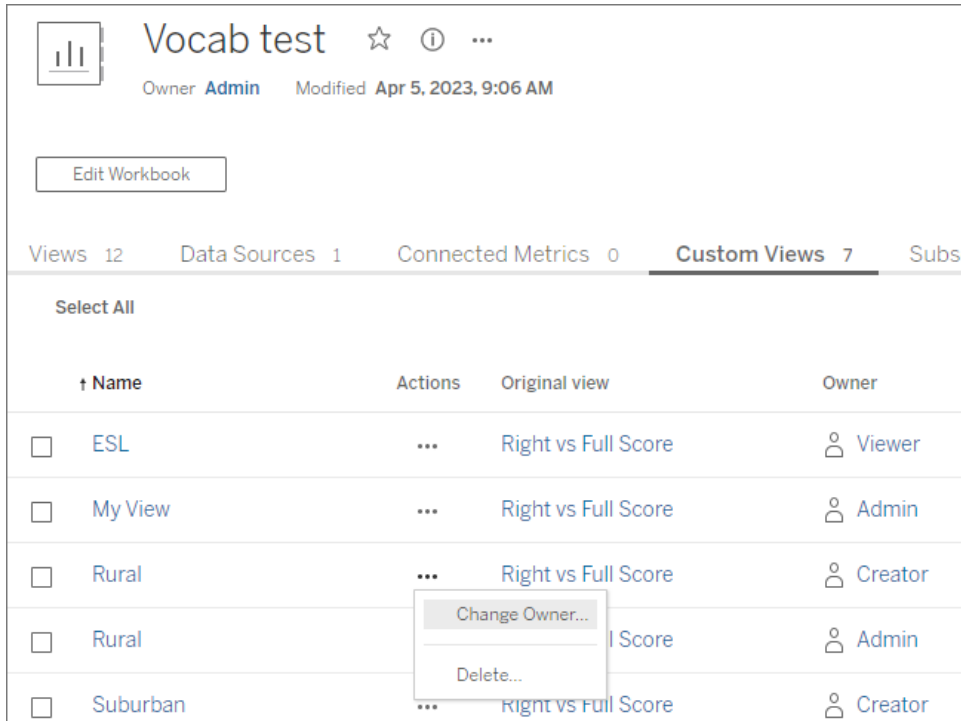 Vocab test
Owner Admin Modified Apr 5, 2023, 9:06 AM
Edit Workbook
Views 12 Data Sources 1 Connected Metrics 0 Custom Views 7 Subs
Select All
↑ Name Actions Original view Owner
ESL ••• Right vs Full Score Viewer
My View ••• Right vs Full Score Admin
Rural ••• Right vs Full Score Creator
Change Owner...
Rural l Score Admin
Delete...
Suburban ••• Right vs Full Score Creator